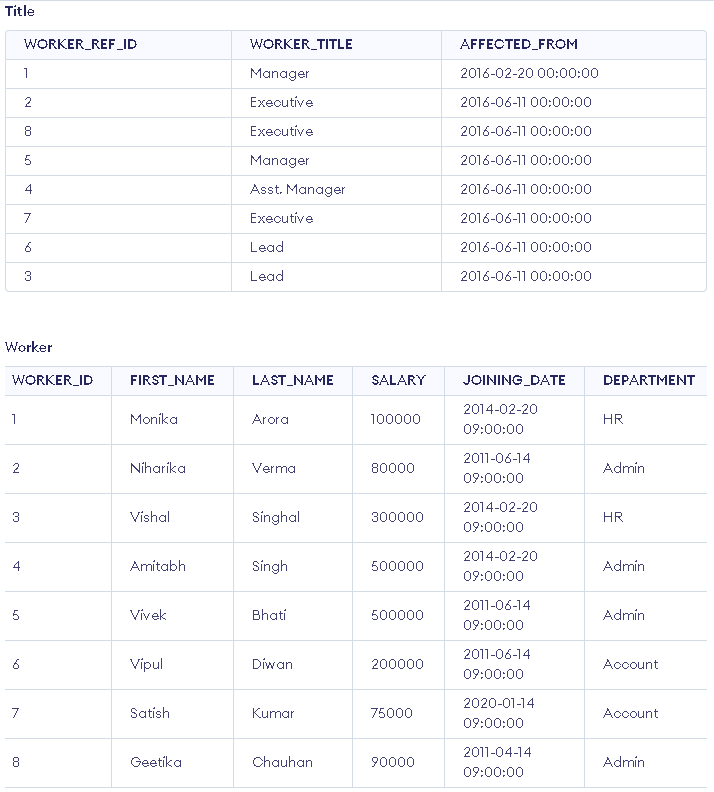 Title
WORKER_REF_ID WORKER_TITLE AFFECTED_FROM
1 Manager 2016-02-20 00:00:00
2 Executive 2016-06-11 00:00:00
8 Executive 2016-06-11 00:00:00
5 Manager 2016-06-11 00:00:00
4 Asst. Manager 2016-06-11 00:00:00
7 Executive 2016-06-11 00:00:00
6 Lead 2016-06-11 00:00:00
3 Lead 2016-06-11 00:00:00
Worker
WORKER_ID FIRST_NAME LAST_NAME SALARY JOINING_DATE DEPARTMENT
1 Monika Arora 100000 2014-02-20 09:00:00 HR
2 Niharika Verma 80000 2011-06-14 09:00:00 Admin
3 Vishal Singhal 300000 2014-02-20 09:00:00 HR
4 Amitabh Singh 500000 2014-02-20 09:00:00 Admin
5 Vivek Bhati 500000 2011-06-14 09:00:00 Admin
6 Vipul Diwan 200000 2011-06-14 09:00:00 Account
7 Satish Kumar 75000 2020-01-14 09:00:00 Account
8 Geetika Chauhan 90000 2011-04-14 09:00:00 Admin